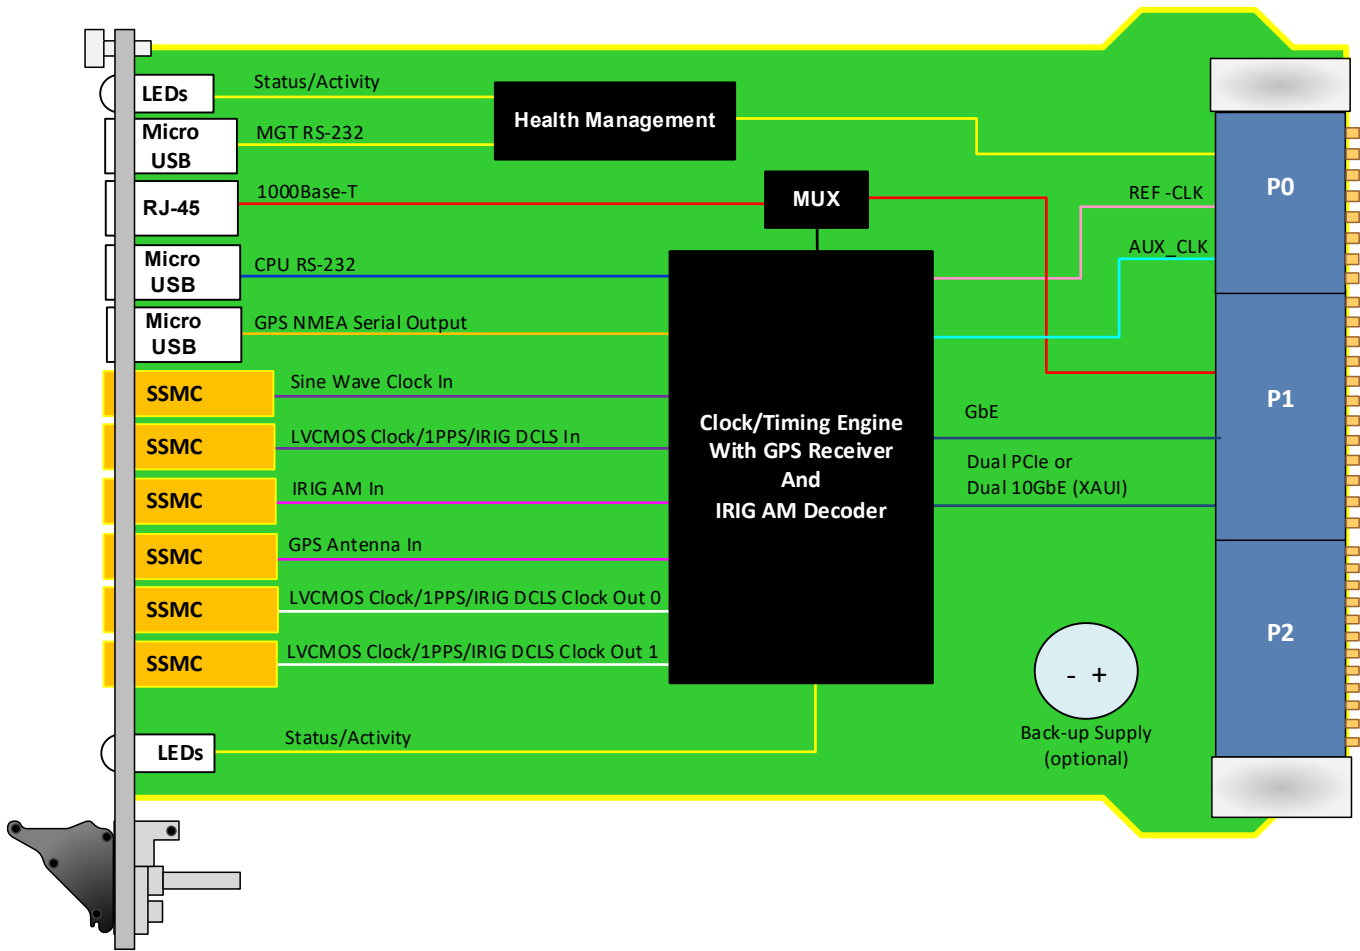 Status/Activity
LEDs
Health Management
Micro
USB
MGT RS-232
P0
1000Base-T
RJ-45
MUX
REF-CLK
AUX_CLK
Micro
USB
CPU RS-232
Micro
USB
GPS NMEA Serial Output
SSMC
Sine Wave Clock In
SSMC
LVCMOS Clock/1PPS/IRIG DCLS In
SSMC
IRIG AM In
SSMC
GPS Antenna In
SSMC
LVCMOS Clock/1PPS/IRIG DCLS Clock Out 0
SSMC
LVCMOS Clock/1PPS/IRIG DCLS Clock Out 1
Clock/Timing Engine
With GPS Receiver
And
IRIG AM Decoder
P1
GbE
Dual PCIe or
Dual 10GbE (XAUI)
P2
- +
Back-up Supply
(optional)
LEDs
Status/Activity